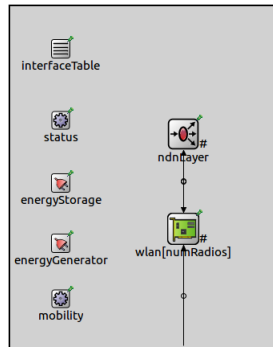 interfaceTable
status
#
ndnLayer
energyStorage
#
wlan[numRadios]
energyGenerator
mobility